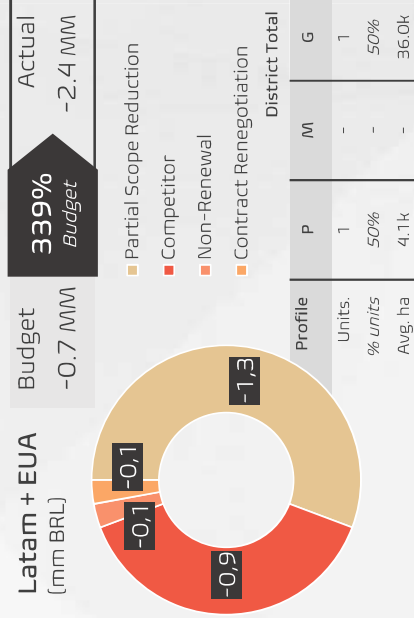 Latam + EUA
(mm BRL)
Budget
-0.7 MM
339%
Budget
Actual
-2.4 MM
-0,1
-0,1
-0,9
-1,3
Partial Scope Reduction
Competitor
Non-Renewal
Contract Renegotiation
District Total
Profile P M G
Units. 1 - 1
% units 50% - 50%
Avg. ha 4.1k - 36.0k